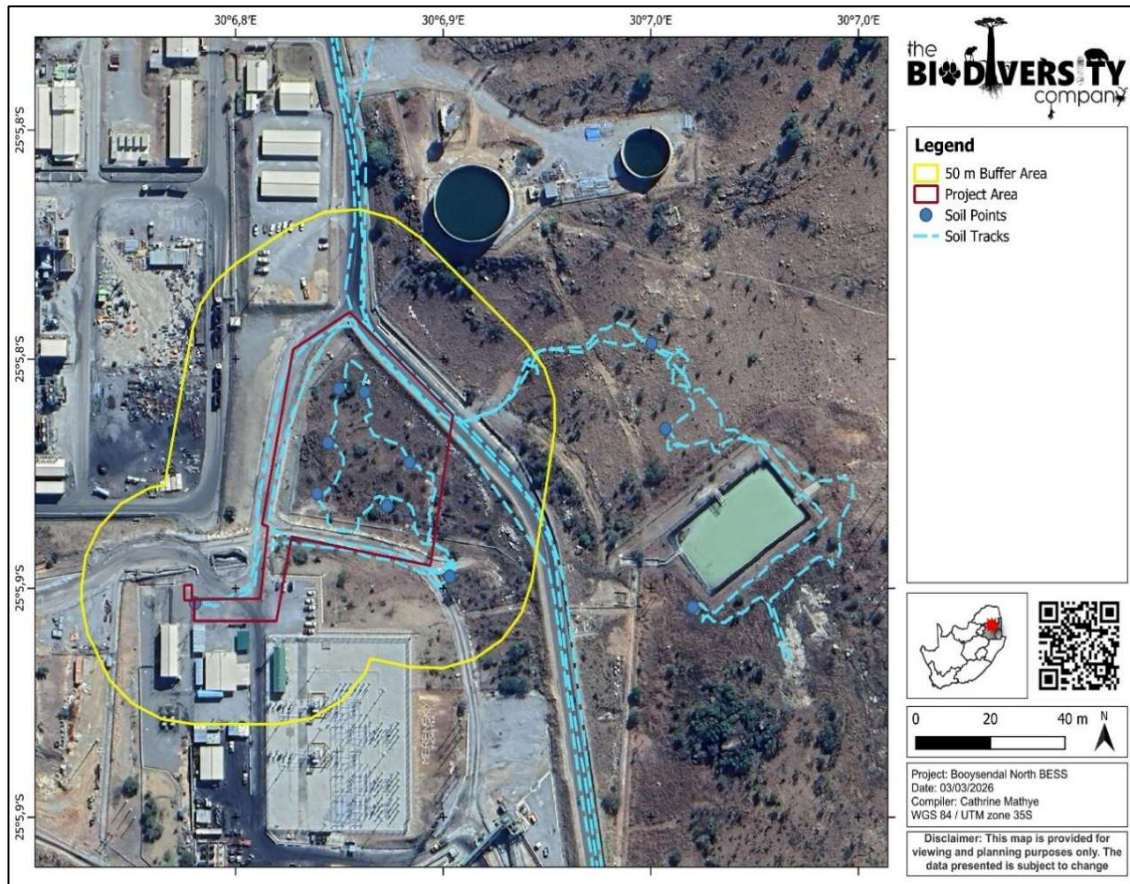 30°6,8'E 30°6,9'E 30°7,0'E 30°7,0'E
25°5,8'S
25°5,8'S
25°5,9'S
25°5,9'S
the
BIODIVERSITY
company
Legend
50 m Buffer Area
Project Area
Soil Points
Soil Tracks
0 20 40 m
N
Project: Booysendal North BESS
Date: 03/03/2026
Compiler: Cathrine Mathye
WGS 84 / UTM zone 35S
Disclaimer: This map is provided for
viewing and planning purposes only. The
data presented is subject to change